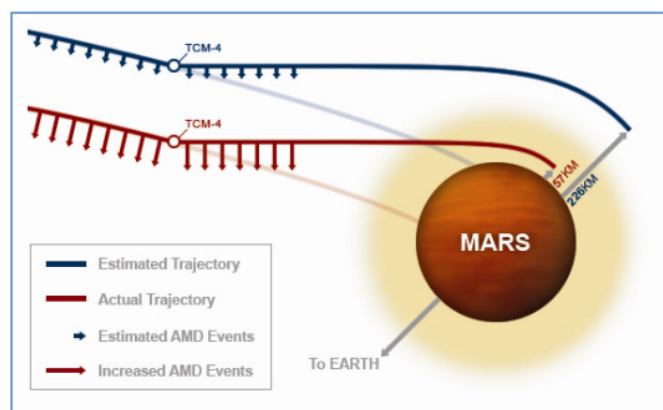 TCM-4
TCM-4
57KM
226KM
MARS
Estimated Trajectory
Actual Trajectory
Estimated AMD Events
Increased AMD Events
To EARTH